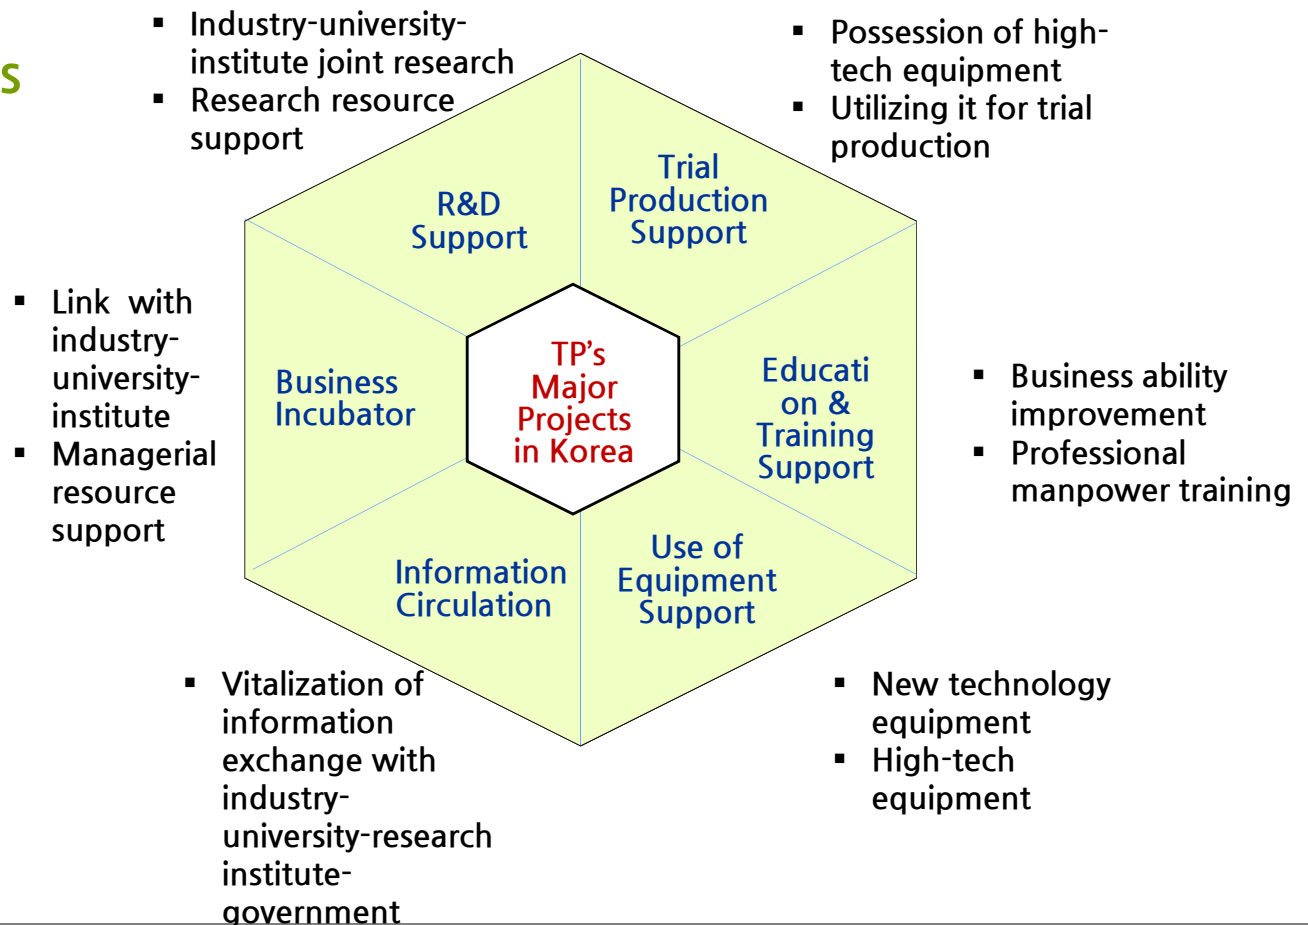 s
▪ Industry-university-
institute joint research
▪ Research resource
support
▪ Possession of high-
tech equipment
▪ Utilizing it for trial
production
R&D
Support
Trial
Production
Support
▪ Link with
industry-
university-
institute
▪ Managerial
resource
support
Business
Incubator
TP's
Major
Projects
in Korea
Educati
on &
Training
Support
▪ Business ability
improvement
▪ Professional
manpower training
Information
Circulation
Use of
Equipment
Support
▪ Vitalization of
information
exchange with
industry-
university-research
institute-
government
▪ New technology
equipment
▪ High-tech
equipment